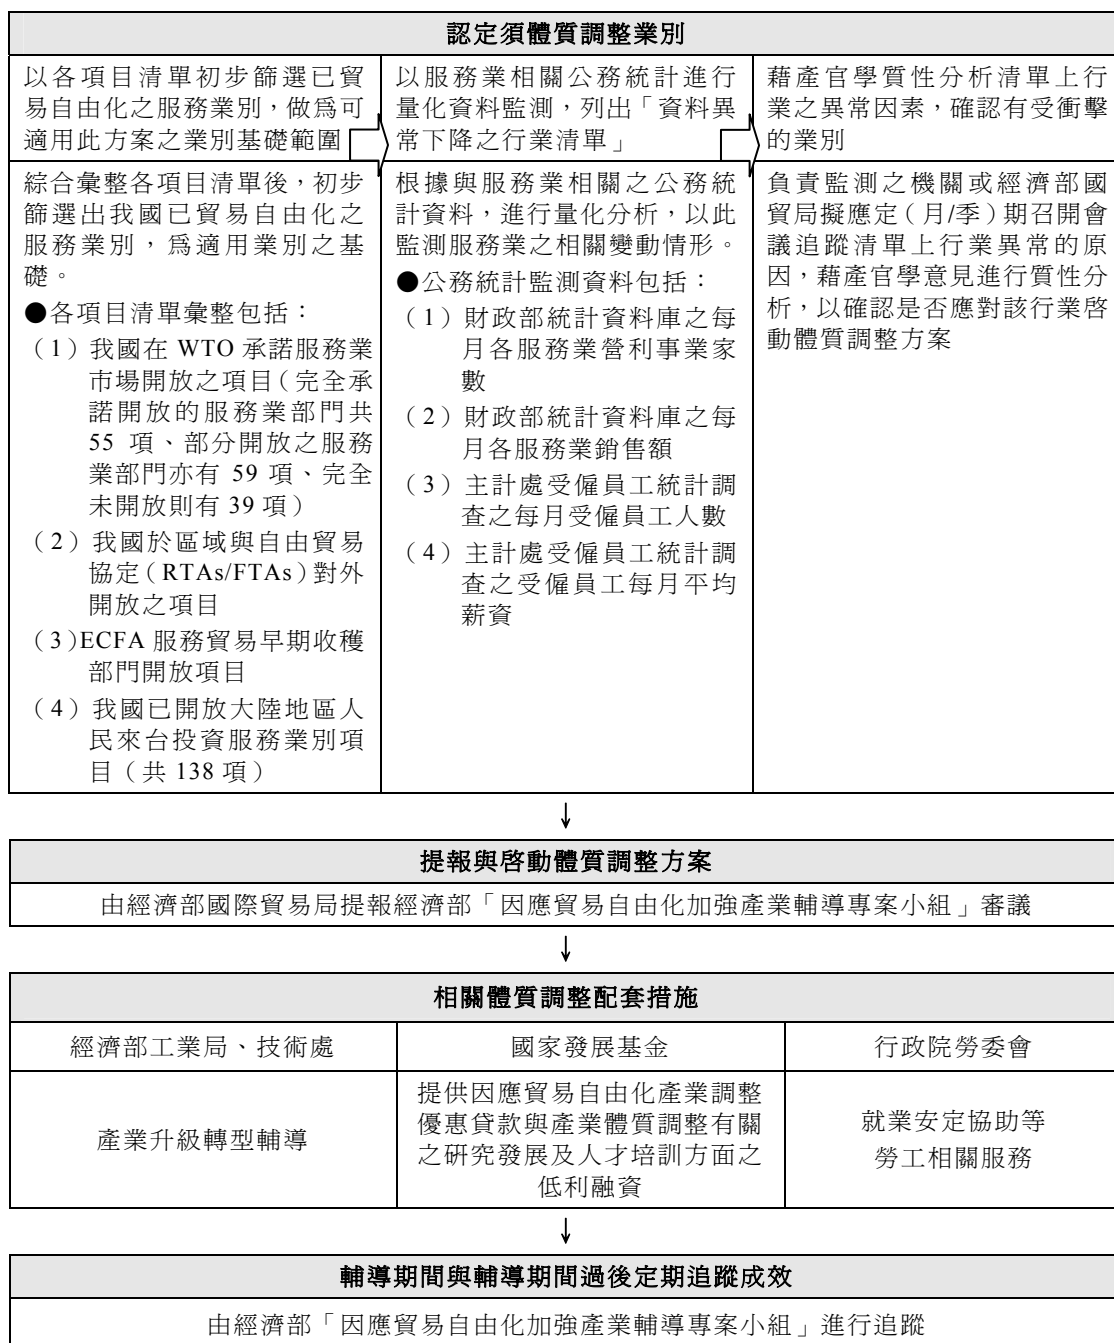 認定須體質調整業別
以各項目清單初步篩選已貿
易自由化之服務業別，做為可
適用此方案之業別基礎範圍
以服務業相關公務統計進行
量化資料監測，列出「資料異
常下降之行業清單」
藉產官學質性分析清單上行
業之異常因素，確認有受衝擊
的業別
綜合彙整各項目清單後，初步
篩選出我國已貿易自由化之
服務業別，為適用業別之基
礎。
●各項目清單彙整包括：
（1）我國在 WTO 承諾服務業
市場開放之項目（完全承
諾開放的服務業部門共
55 項、部分開放之服務
業部門亦有 59 項、完全
未開放則有 39 項）
（2）我國於區域與自由貿易
協定（RTAs/FTAs）對外
開放之項目
（3）ECFA 服務貿易早期收穫
部門開放項目
（4）我國已開放大陸地區人
民來台投資服務業別項
目（共 138 項）
根據與服務業相關之公務統
計資料，進行量化分析，以此
監測服務業之相關變動情形。
●公務統計監測資料包括：
（1）財政部統計資料庫之每
月各服務業營利事業家
數
（2）財政部統計資料庫之每
月各服務業銷售額
（3）主計處受僱員工統計調
查之每月受僱員工人數
（4）主計處受僱員工統計調
查之受僱員工每月平均
薪資
負責監測之機關或經濟部國
貿局擬應定（月/季）期召開會
議追蹤清單上行業異常的原
因，藉產官學意見進行質性分
析，以確認是否應對該行業啓
動體質調整方案
↓
提報與啓動體質調整方案
由經濟部國際貿易局提報經濟部「因應貿易自由化加強產業輔導專案小組」審議
↓
相關體質調整配套措施
經濟部工業局、技術處
國家發展基金
行政院勞委會
產業升級轉型輔導
提供因應貿易自由化產業調整
優惠貸款與產業體質調整有關
之研究發展及人才培訓方面之
低利融資
就業安定協助等
勞工相關服務
↓
輔導期間與輔導期間過後定期追蹤成效
由經濟部「因應貿易自由化加強產業輔導專案小組」進行追蹤